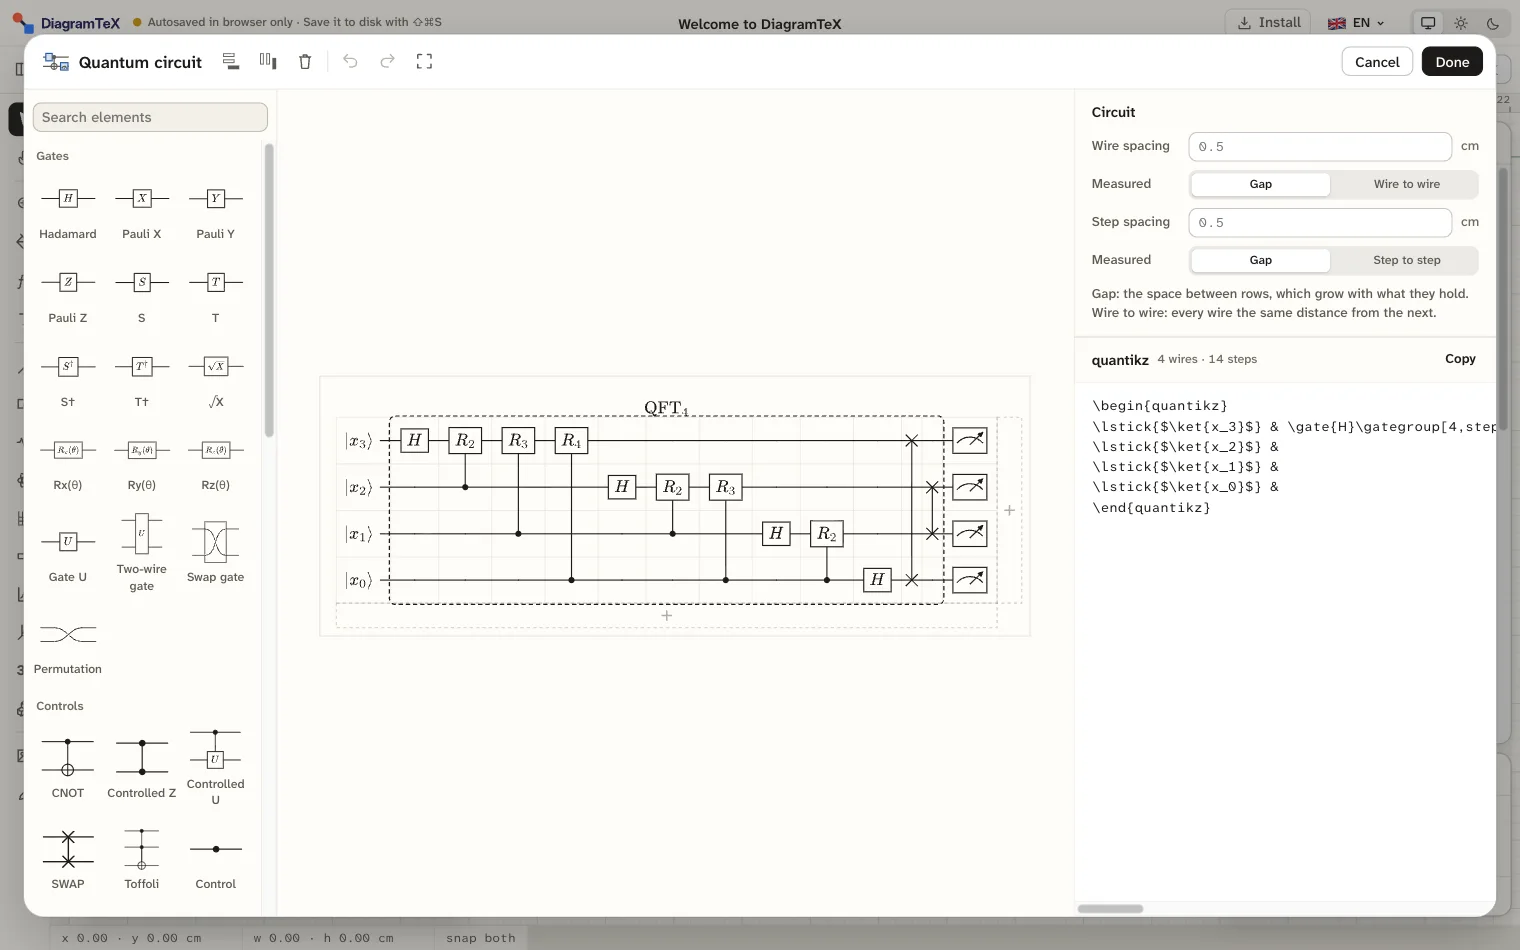 DiagramTeX
Autosaved in browser only · Save it to disk with ⇧⌘S
Welcome to DiagramTeX
Install
EN
Quantum circuit
Cancel
Done
Search elements
Gates
H
X
Y
Hadamard
Pauli X
Pauli Y
Z
S
T
Pauli Z
S
T
S†
T†
√X
S†
T†
√X
Rx(θ)
Ry(θ)
Rz(θ)
U
U
Gate U
Two-wire gate
Swap gate
Permutation
Controls
U
CNOT
Controlled Z
Controlled U
SWAP
Toffoli
Control
QFT₄
|x₃⟩ H R₂ R₃ R₄
|x₂⟩ H R₂ R₃
|x₁⟩ H R₂
|x₀⟩ H
+
+
Circuit
Wire spacing 0.5 cm
Measured Gap Wire to wire
Step spacing 0.5 cm
Measured Gap Step to step
Gap: the space between rows, which grow with what they hold.
Wire to wire: every wire the same distance from the next.
quantikz 4 wires · 14 steps Copy
\begin{quantikz}
\lstick{$\ket{x_3}$} & \gate{H}\gategroup[4,step
\lstick{$\ket{x_2}$} &
\lstick{$\ket{x_1}$} &
\lstick{$\ket{x_0}$} &
\end{quantikz}
22
x 0.00 · y 0.00 cm
w 0.00 · h 0.00 cm
snap both